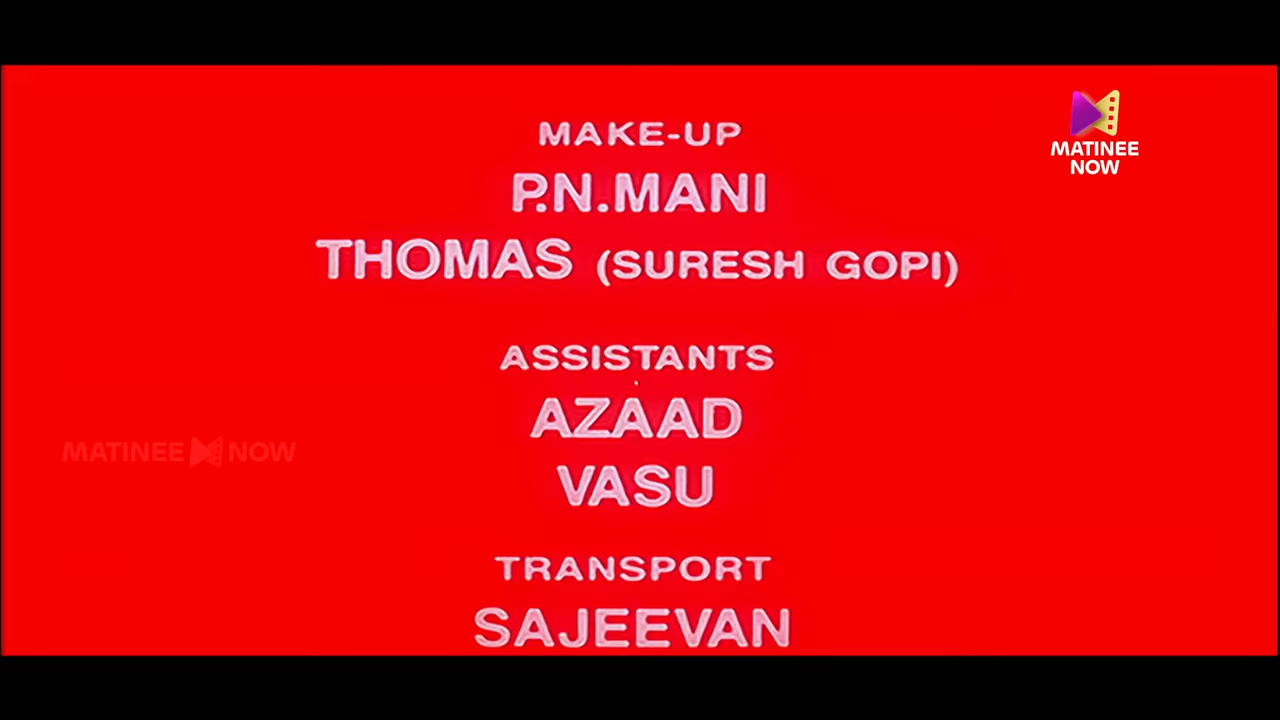 MAKE-UP
P.N.MANI
THOMAS (SURESH GOPI)
ASSISTANTS
AZAAD
VASU
TRANSPORT
SAJEEVAN
MATINEE
NOW
MATINEE NOW